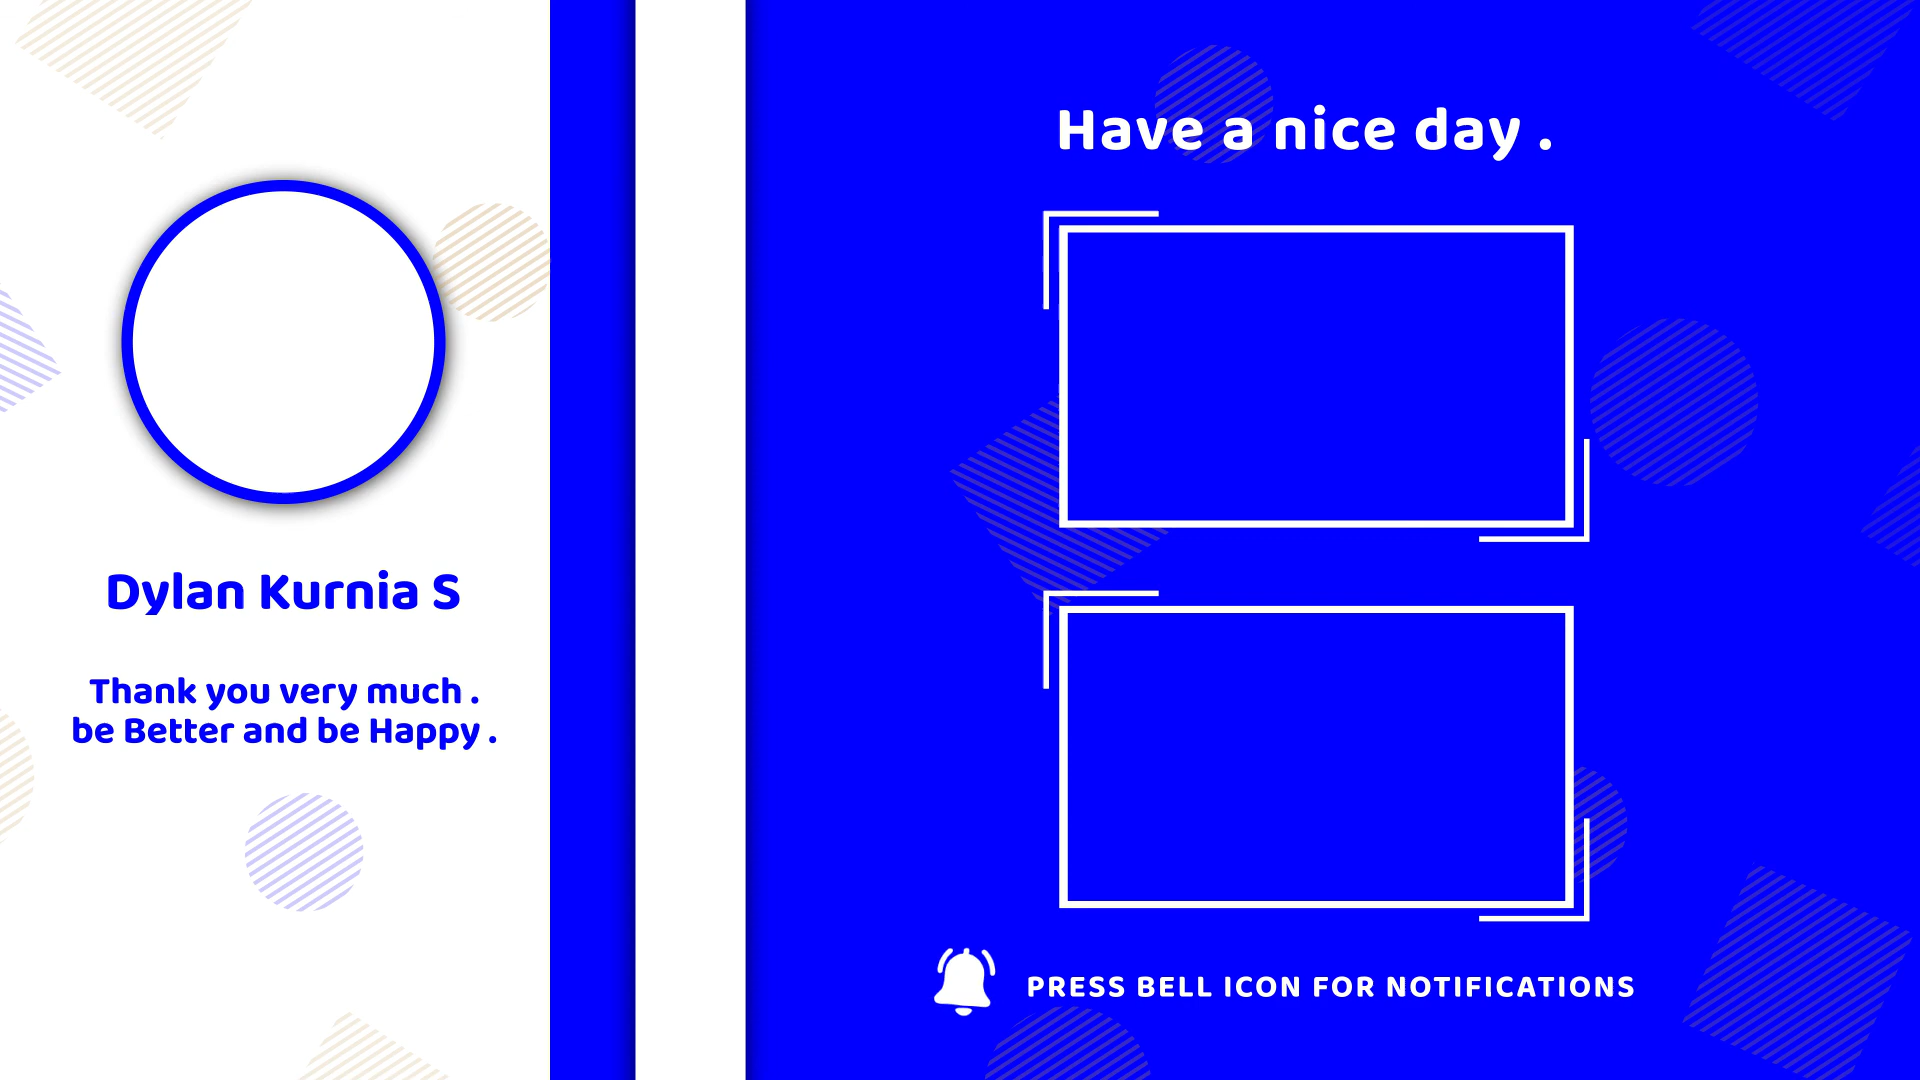 Dylan Kurnia S
Thank you very much .
be Better and be Happy .
Have a nice day .
PRESS BELL ICON FOR NOTIFICATIONS